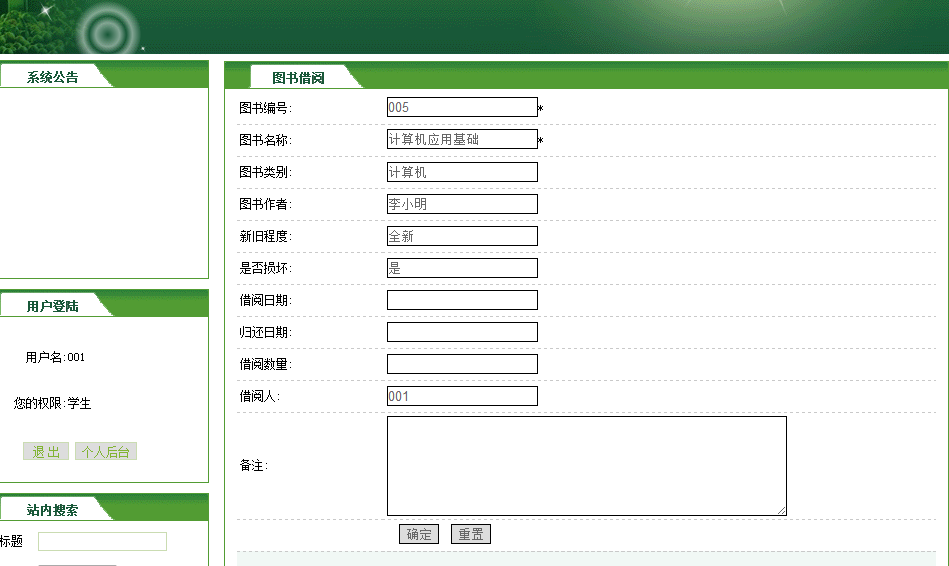 系统公告
用户登陆
用户名:001
您的权限:学生
退 出 个人后台
站内搜索
标题
图书借阅
图书编号: 005*
图书名称: 计算机应用基础*
图书类别: 计算机
图书作者: 李小明
新旧程度: 全新
是否损坏: 是
借阅日期:
归还日期:
借阅数量:
借阅人: 001
备注:
确定 重置